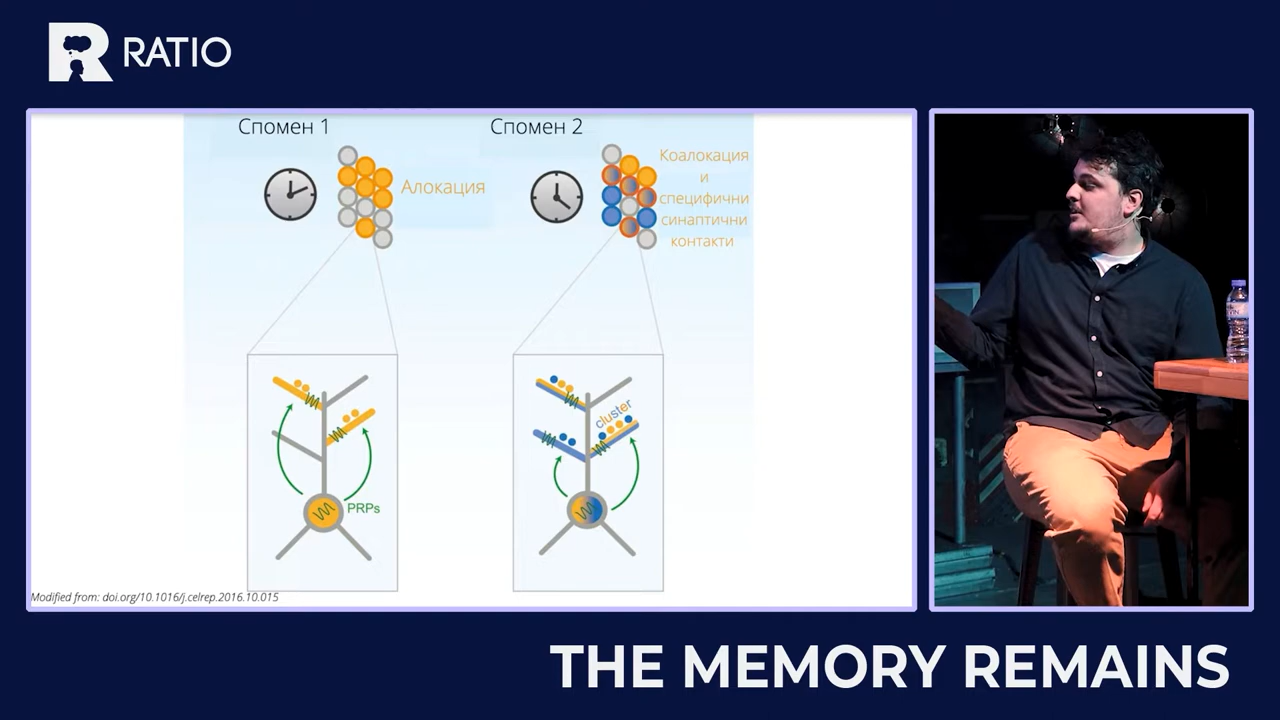 RATIO
Спомен 1
Спомен 2
Алокация
Коалокация
и
специфични
синаптични
контакти
cluster
PRPs
Modified from: doi.org/10.1016/j.celrep.2016.10.015
THE MEMORY REMAINS